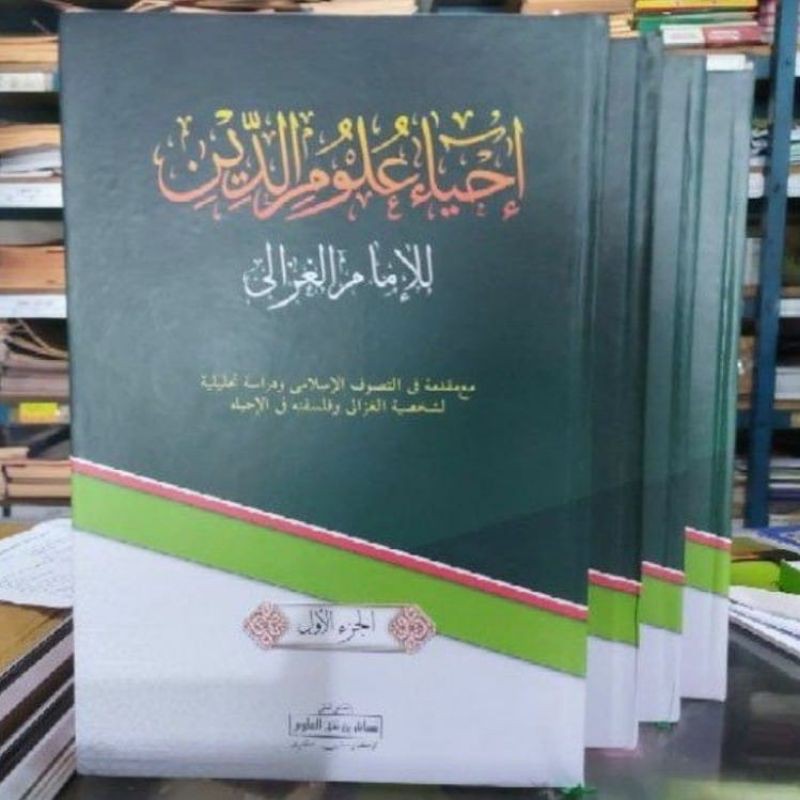 إحياء علوم الدين
للإمام الغزالى
مع مقدمة فى التصوف الإسلامى ودراسة تحليلية
لشخصية الغزالى وفلسفته فى الإحياء
الجزء الأول